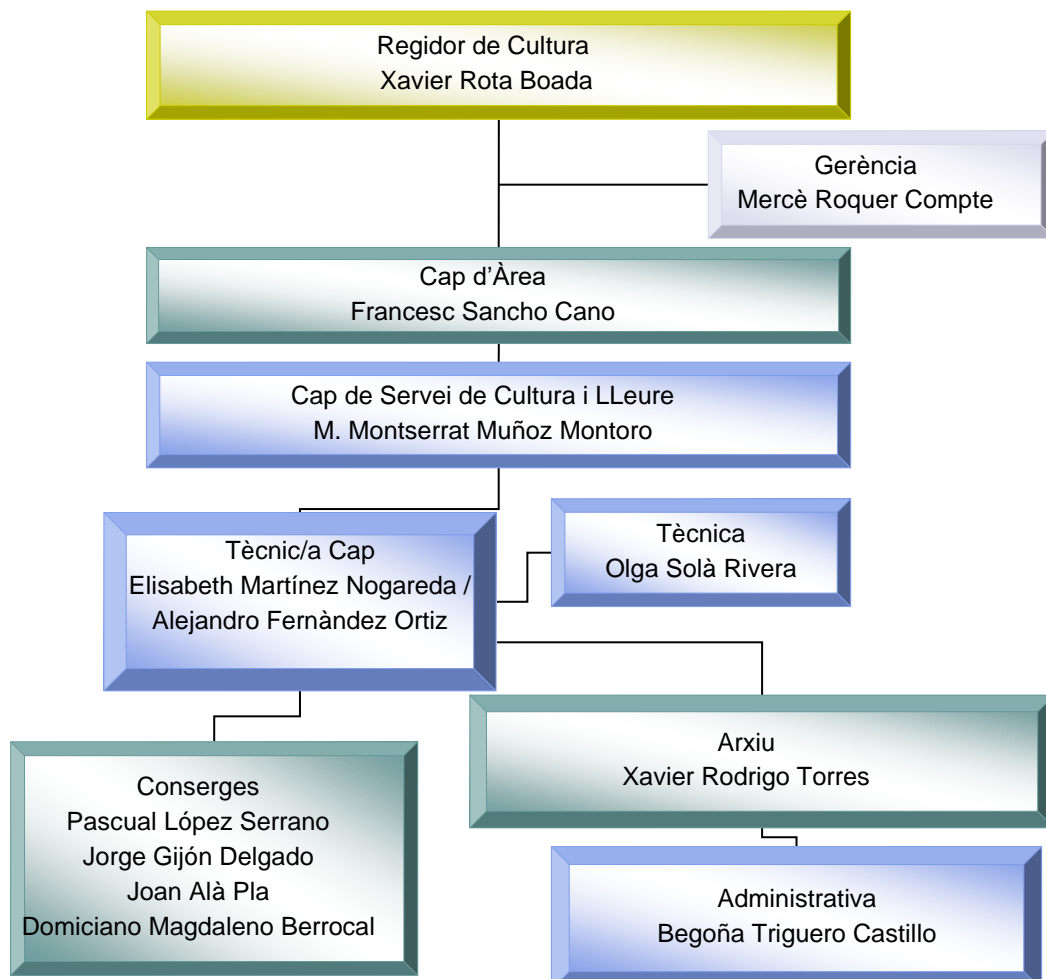 Regidor de Cultura
Xavier Rota Boada
Gerència
Mercè Roquer Compte
Cap d’Àrea
Francesc Sancho Cano
Cap de Servei de Cultura i LLeure
M. Montserrat Muñoz Montoro
Tècnic/a Cap
Elisabeth Martínez Nogareda /
Alejandro Fernàndez Ortiz
Tècnica
Olga Solà Rivera
Arxiu
Xavier Rodrigo Torres
Conserges
Pascual López Serrano
Jorge Gijón Delgado
Joan Alà Pla
Domiciano Magdaleno Berrocal
Administrativa
Begoña Triguero Castillo